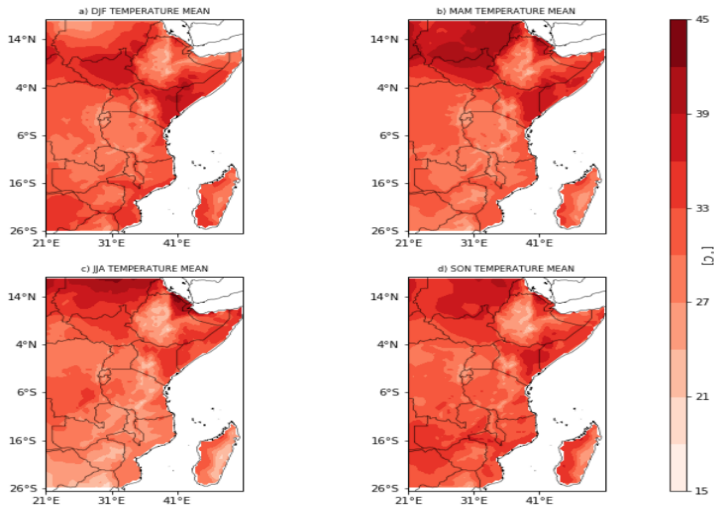 a) DJF TEMPERATURE MEAN
14°N
4°N
6°S
16°S
26°S
21°E 31°E 41°E
b) MAM TEMPERATURE MEAN
14°N
4°N
6°S
16°S
26°S
21°E 31°E 41°E
c) JJA TEMPERATURE MEAN
14°N
4°N
6°S
16°S
26°S
21°E 31°E 41°E
d) SON TEMPERATURE MEAN
14°N
4°N
6°S
16°S
26°S
21°E 31°E 41°E
45
39
33
[°C]
27
21
15